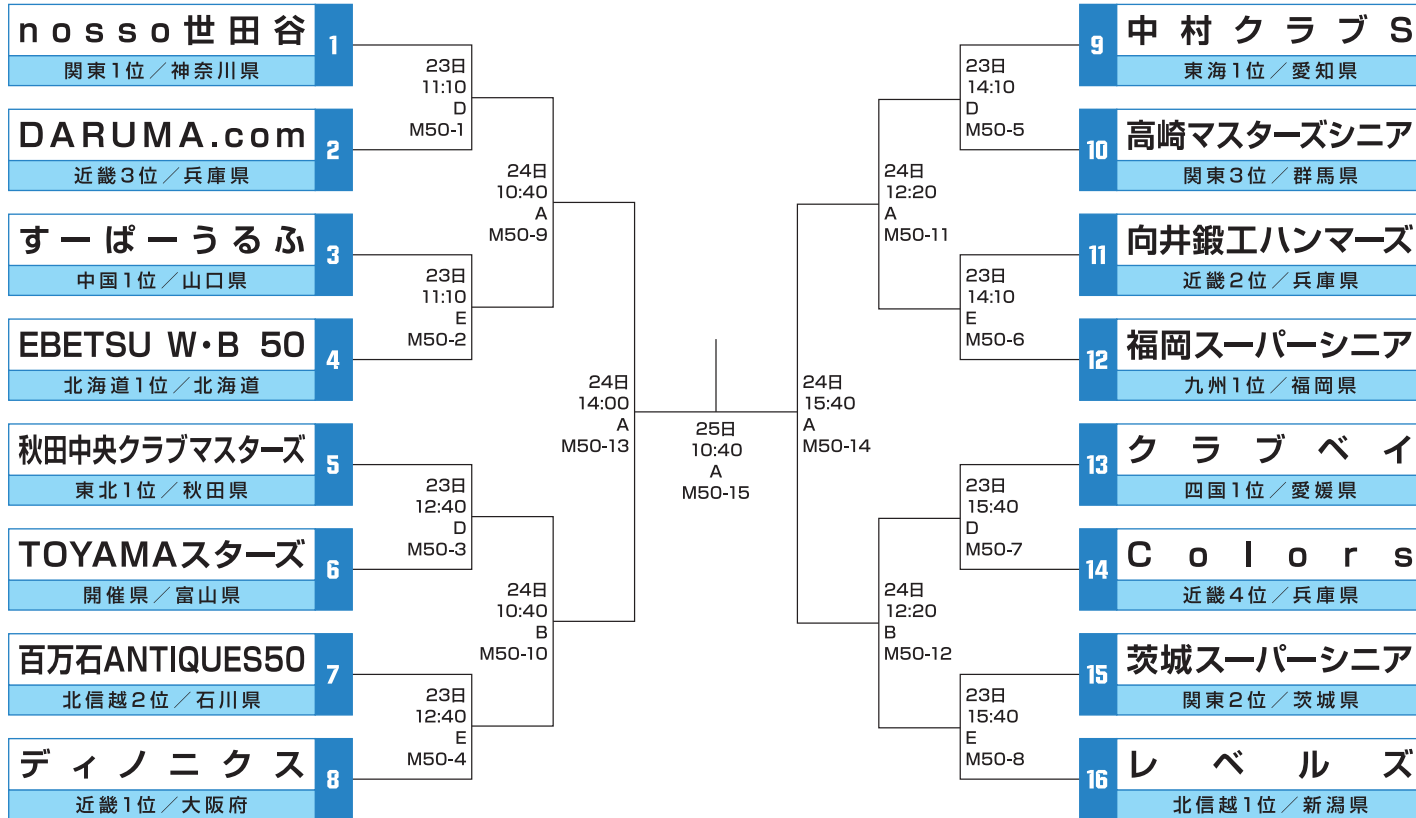 nosso世田谷
1
関東1位／神奈川県
DARUMA.com
2
近畿3位／兵庫県
すーぱーうるふ
3
中国1位／山口県
EBETSU W・B 50
4
北海道1位／北海道
秋田中央クラブマスターズ
5
東北1位／秋田県
TOYAMAスターズ
6
開催県／富山県
百万石ANTIQUES50
7
北信越2位／石川県
ディノニクス
8
近畿1位／大阪府
23日
11:10
D
M50-1
23日
11:10
E
M50-2
23日
12:40
D
M50-3
23日
12:40
E
M50-4
24日
10:40
A
M50-9
24日
10:40
B
M50-10
24日
14:00
A
M50-13
25日
10:40
A
M50-15
24日
15:40
A
M50-14
24日
12:20
A
M50-11
24日
12:20
B
M50-12
23日
14:10
D
M50-5
23日
14:10
E
M50-6
23日
15:40
D
M50-7
23日
15:40
E
M50-8
9
中村クラブS
東海1位／愛知県
10
高崎マスターズシニア
関東3位／群馬県
11
向井鍛工ハンマーズ
近畿2位／兵庫県
12
福岡スーパーシニア
九州1位／福岡県
13
クラブベイ
四国1位／愛媛県
14
Colors
近畿4位／兵庫県
15
茨城スーパーシニア
関東2位／茨城県
16
レベルズ
北信越1位／新潟県